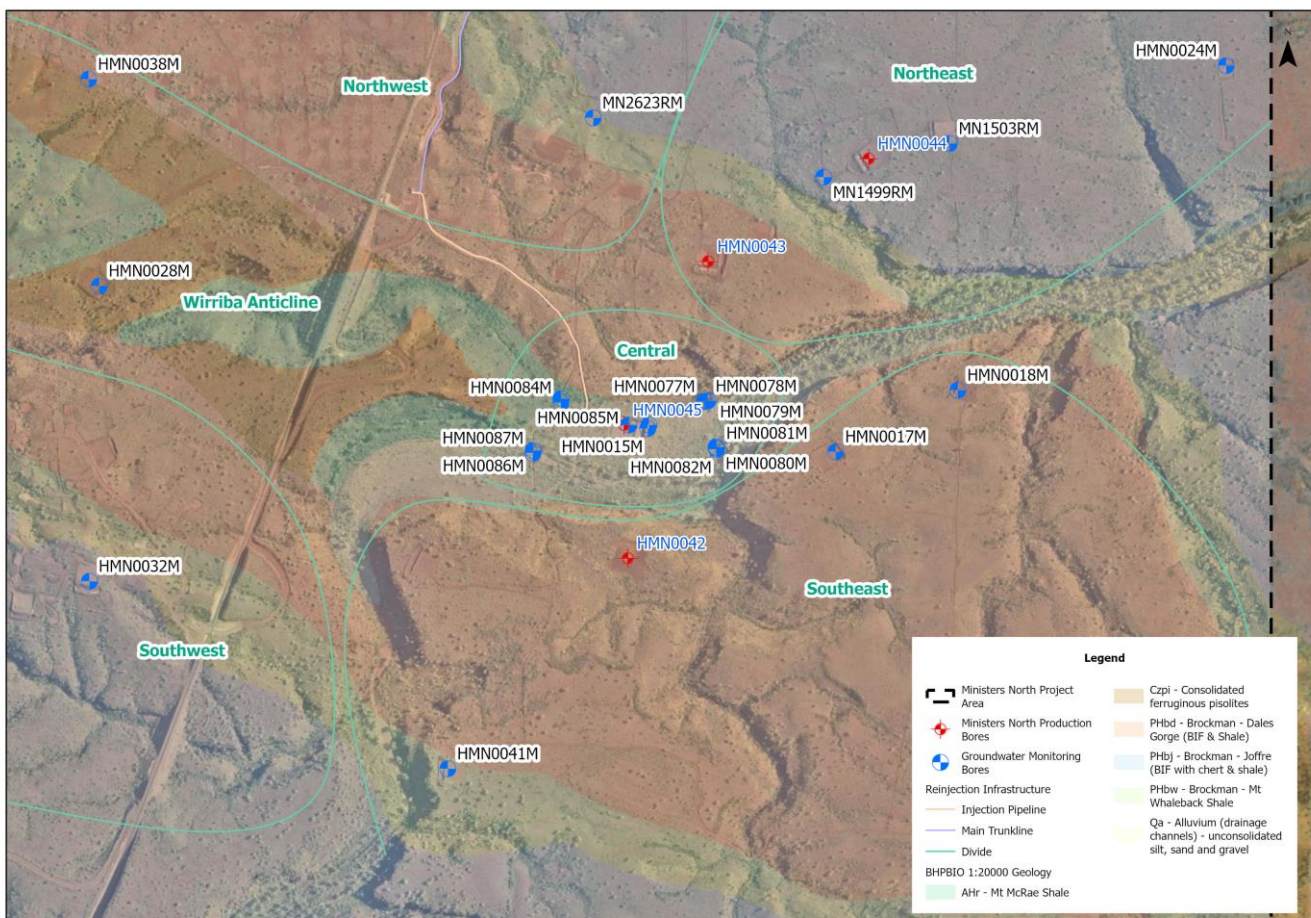 HMN0038M
Northwest
MN2623RM
Northeast
HMN0024M
N
MN1503RM
HMN0044
MN1499RM
HMN0043
HMN0028M
Wirriba Anticline
Central
HMN0084M
HMN0077M
HMN0078M
HMN0018M
HMN0085M
HMN0045
HMN0079M
HMN0087M
HMN0015M
HMN0081M
HMN0017M
HMN0086M
HMN0082M
HMN0080M
HMN0042
HMN0032M
Southeast
Southwest
HMN0041M
Legend
Ministers North Project
Area
Ministers North Production
Bores
Groundwater Monitoring
Bores
Reinjection Infrastructure
Injection Pipeline
Main Trunkline
Divide
BHPBIO 1:20000 Geology
AHr - Mt McRae Shale
Czpi - Consolidated
ferruginous pisolites
PHbd - Brockman - Dales
Gorge (BIF & Shale)
PHbj - Brockman - Joffre
(BIF with chert & shale)
PHbw - Brockman - Mt
Whaleback Shale
Qa - Alluvium (drainage
channels) - unconsolidated
silt, sand and gravel